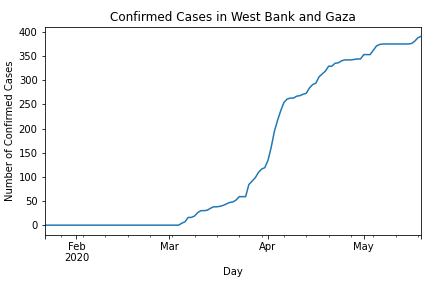 Confirmed Cases in West Bank and Gaza
Number of Confirmed Cases
400
350
300
250
200
150
100
50
0
Feb
2020
Mar
Apr
May
Day